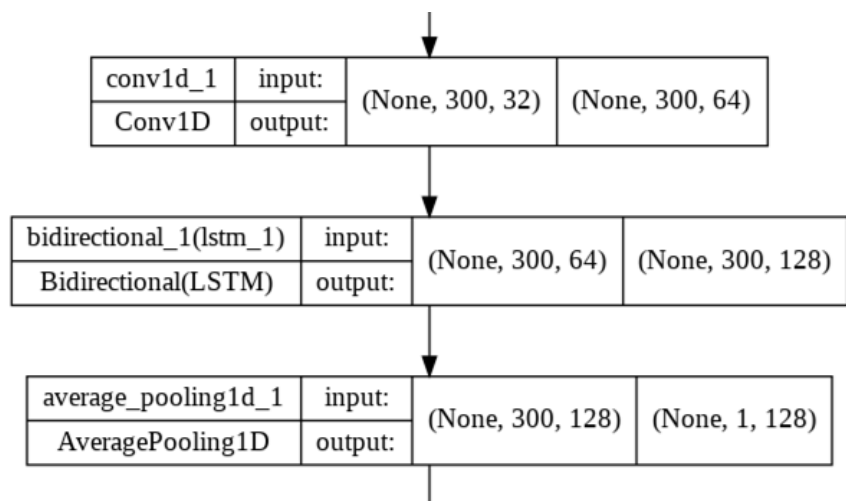 conv1d_1 input: (None, 300, 32) (None, 300, 64)
Conv1D output:
bidirectional_1(lstm_1) input: (None, 300, 64) (None, 300, 128)
Bidirectional(LSTM) output:
average_pooling1d_1 input: (None, 300, 128) (None, 1, 128)
AveragePooling1D output: